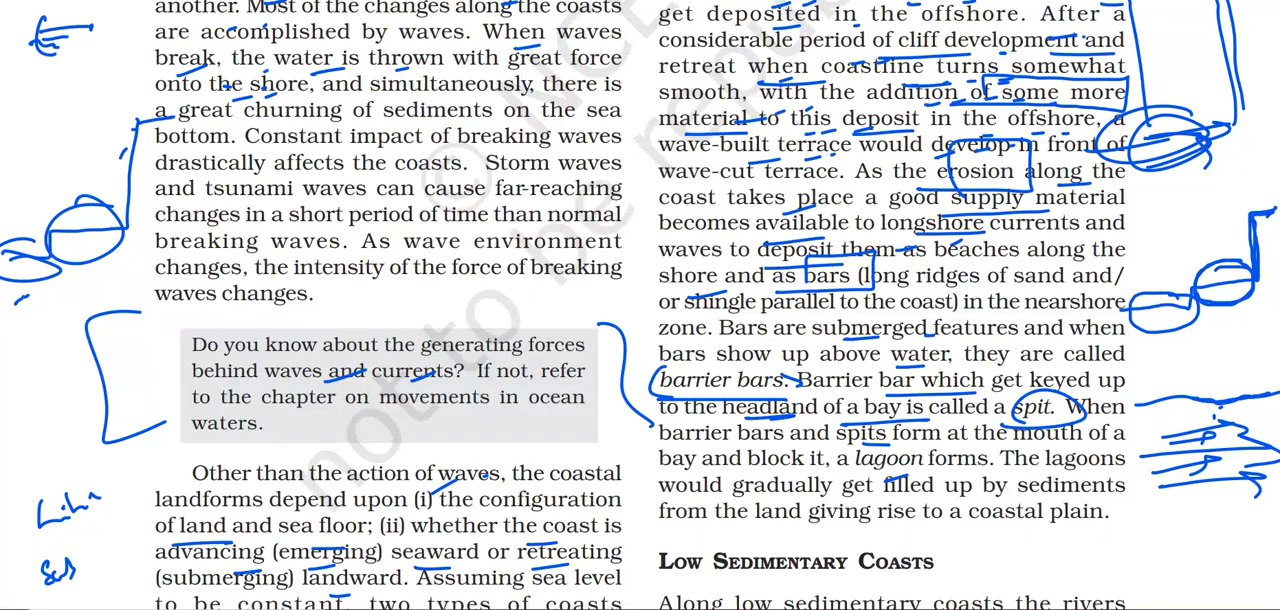 another. Most of the changes along the coasts
are accomplished by waves. When waves
break, the water is thrown with great force
onto the shore, and simultaneously, there is
a great churning of sediments on the sea
bottom. Constant impact of breaking waves
drastically affects the coasts. Storm waves
and tsunami waves can cause far-reaching
changes in a short period of time than normal
breaking waves. As wave environment
changes, the intensity of the force of breaking
waves changes.
Do you know about the generating forces
behind waves and currents? If not, refer
to the chapter on movements in ocean
waters.
Other than the action of waves, the coastal
landforms depend upon (i) the configuration
of land and sea floor; (ii) whether the coast is
advancing (emerging) seaward or retreating
(submerging) landward. Assuming sea level
to be constant, two types of coasts
get deposited in the offshore. After a
considerable period of cliff development and
retreat when coastline turns somewhat
smooth, with the addition of some more
material to this deposit in the offshore, a
wave-built terrace would develop in front of
wave-cut terrace. As the erosion along the
coast takes place a good supply material
becomes available to longshore currents and
waves to deposit them as beaches along the
shore and as bars (long ridges of sand and/
or shingle parallel to the coast) in the nearshore
zone. Bars are submerged features and when
bars show up above water, they are called
barrier bars. Barrier bar which get keyed up
to the headland of a bay is called a spit. When
barrier bars and spits form at the mouth of a
bay and block it, a lagoon forms. The lagoons
would gradually get filled up by sediments
from the land giving rise to a coastal plain.
LOW SEDIMENTARY COASTS
Along low sedimentary coasts the rivers
©
not to be